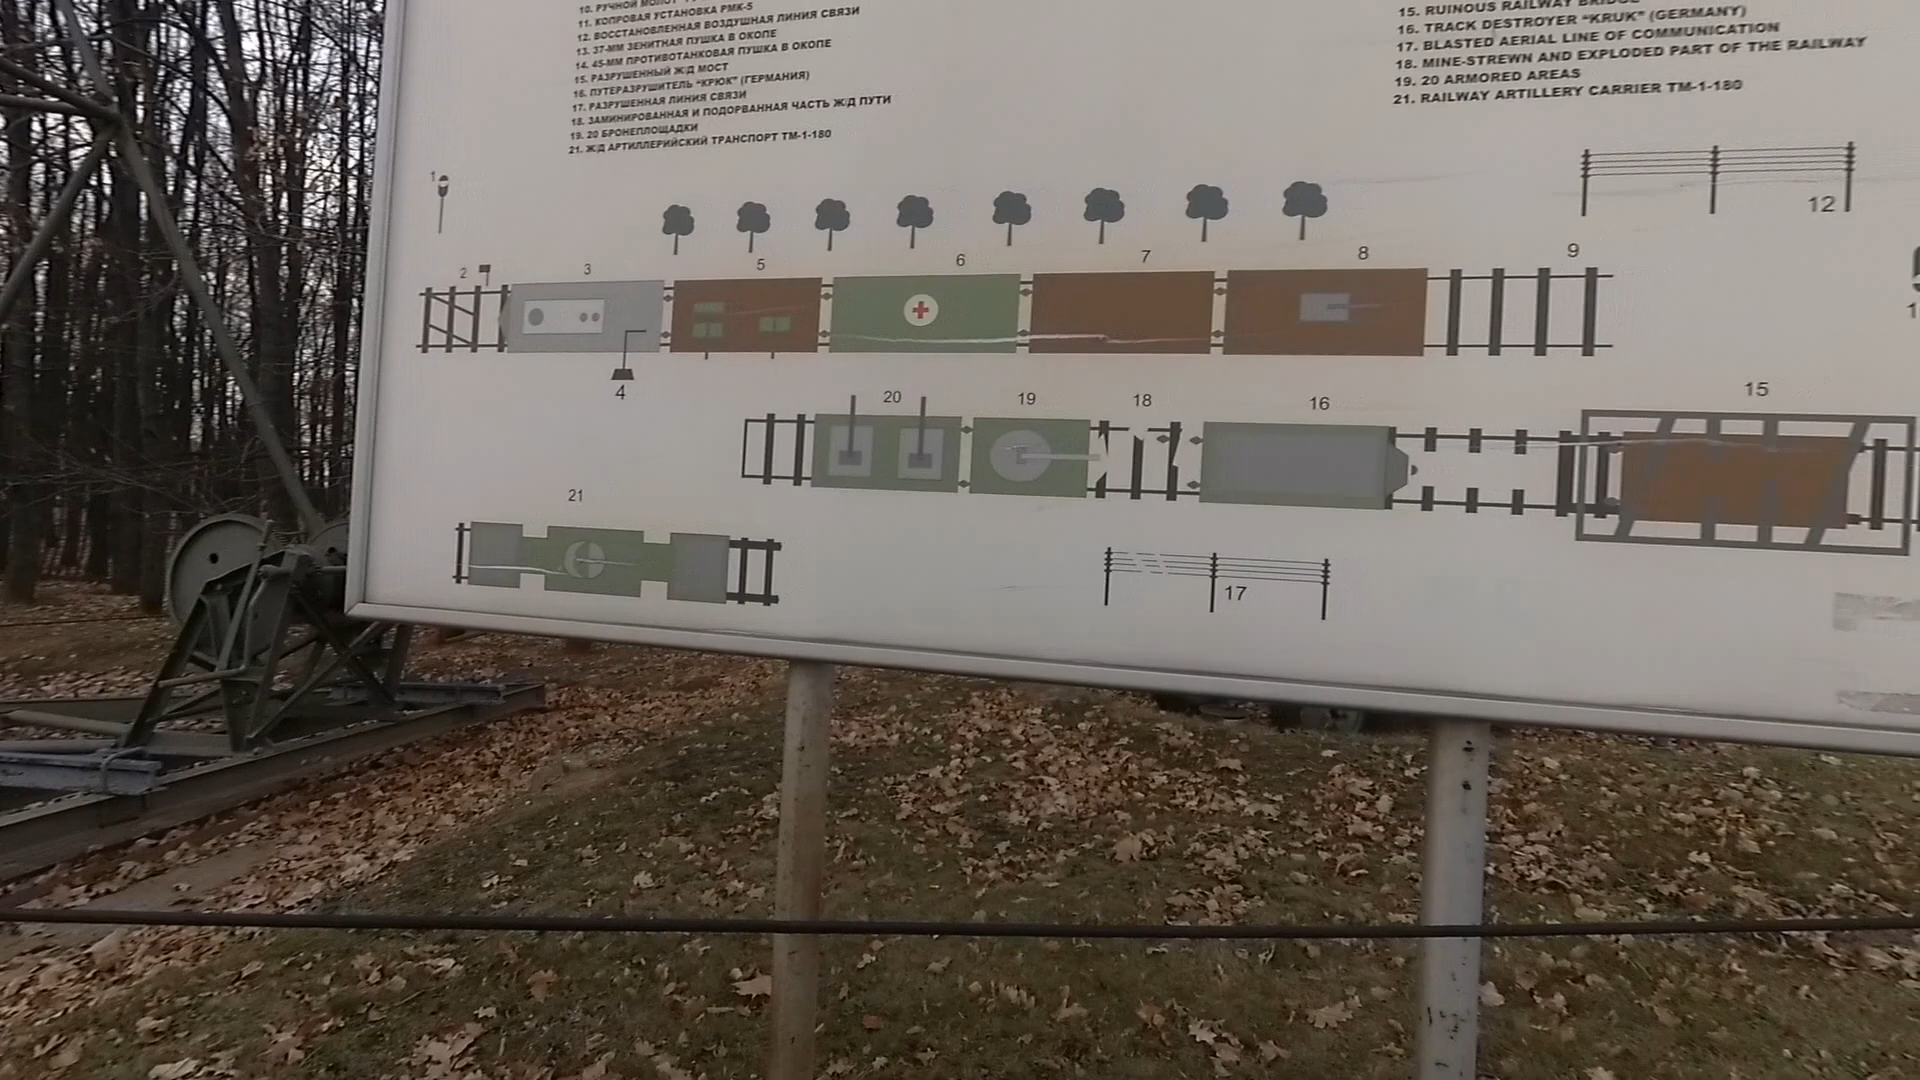 10. РУЧНОЙ МОЛОТ
11. КОПРОВАЯ УСТАНОВКА РМК-5
12. ВОССТАНОВЛЕННАЯ ВОЗДУШНАЯ ЛИНИЯ СВЯЗИ
13. 37-ММ ЗЕНИТНАЯ ПУШКА В ОКОПЕ
14. 45-ММ ПРОТИВОТАНКОВАЯ ПУШКА В ОКОПЕ
15. РАЗРУШЕННЫЙ Ж/Д МОСТ
16. ПУТЕРАЗРУШИТЕЛЬ "КРЮК" (ГЕРМАНИЯ)
17. РАЗРУШЕННАЯ ЛИНИЯ СВЯЗИ
18. ЗАМИНИРОВАННАЯ И ПОДОРВАННАЯ ЧАСТЬ Ж/Д ПУТИ
19. 20 БРОНЕПЛОЩАДКИ
21. Ж/Д АРТИЛЛЕРИЙСКИЙ ТРАНСПОРТ ТМ-1-180
15. RUINOUS RAILWAY BRIDGE
16. TRACK DESTROYER "KRUK" (GERMANY)
17. BLASTED AERIAL LINE OF COMMUNICATION
18. MINE-STREWN AND EXPLODED PART OF THE RAILWAY
19. 20 ARMORED AREAS
21. RAILWAY ARTILLERY CARRIER TM-1-180
1
12
2
3
5
6
7
8
9
4
20
19
18
16
15
21
17